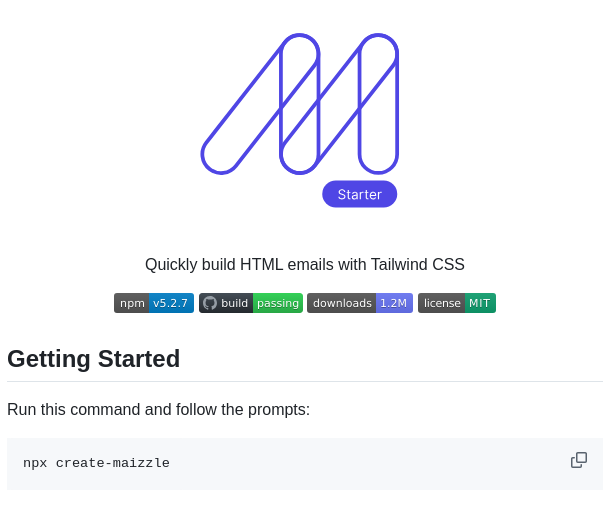 Starter
Quickly build HTML emails with Tailwind CSS
npm v5.2.7 build passing downloads 1.2M license MIT
Getting Started
Run this command and follow the prompts:
npx create-maizzle